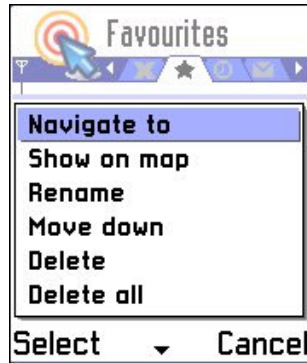 Favourites
Navigate to
Show on map
Rename
Move down
Delete
Delete all
Select Cancel